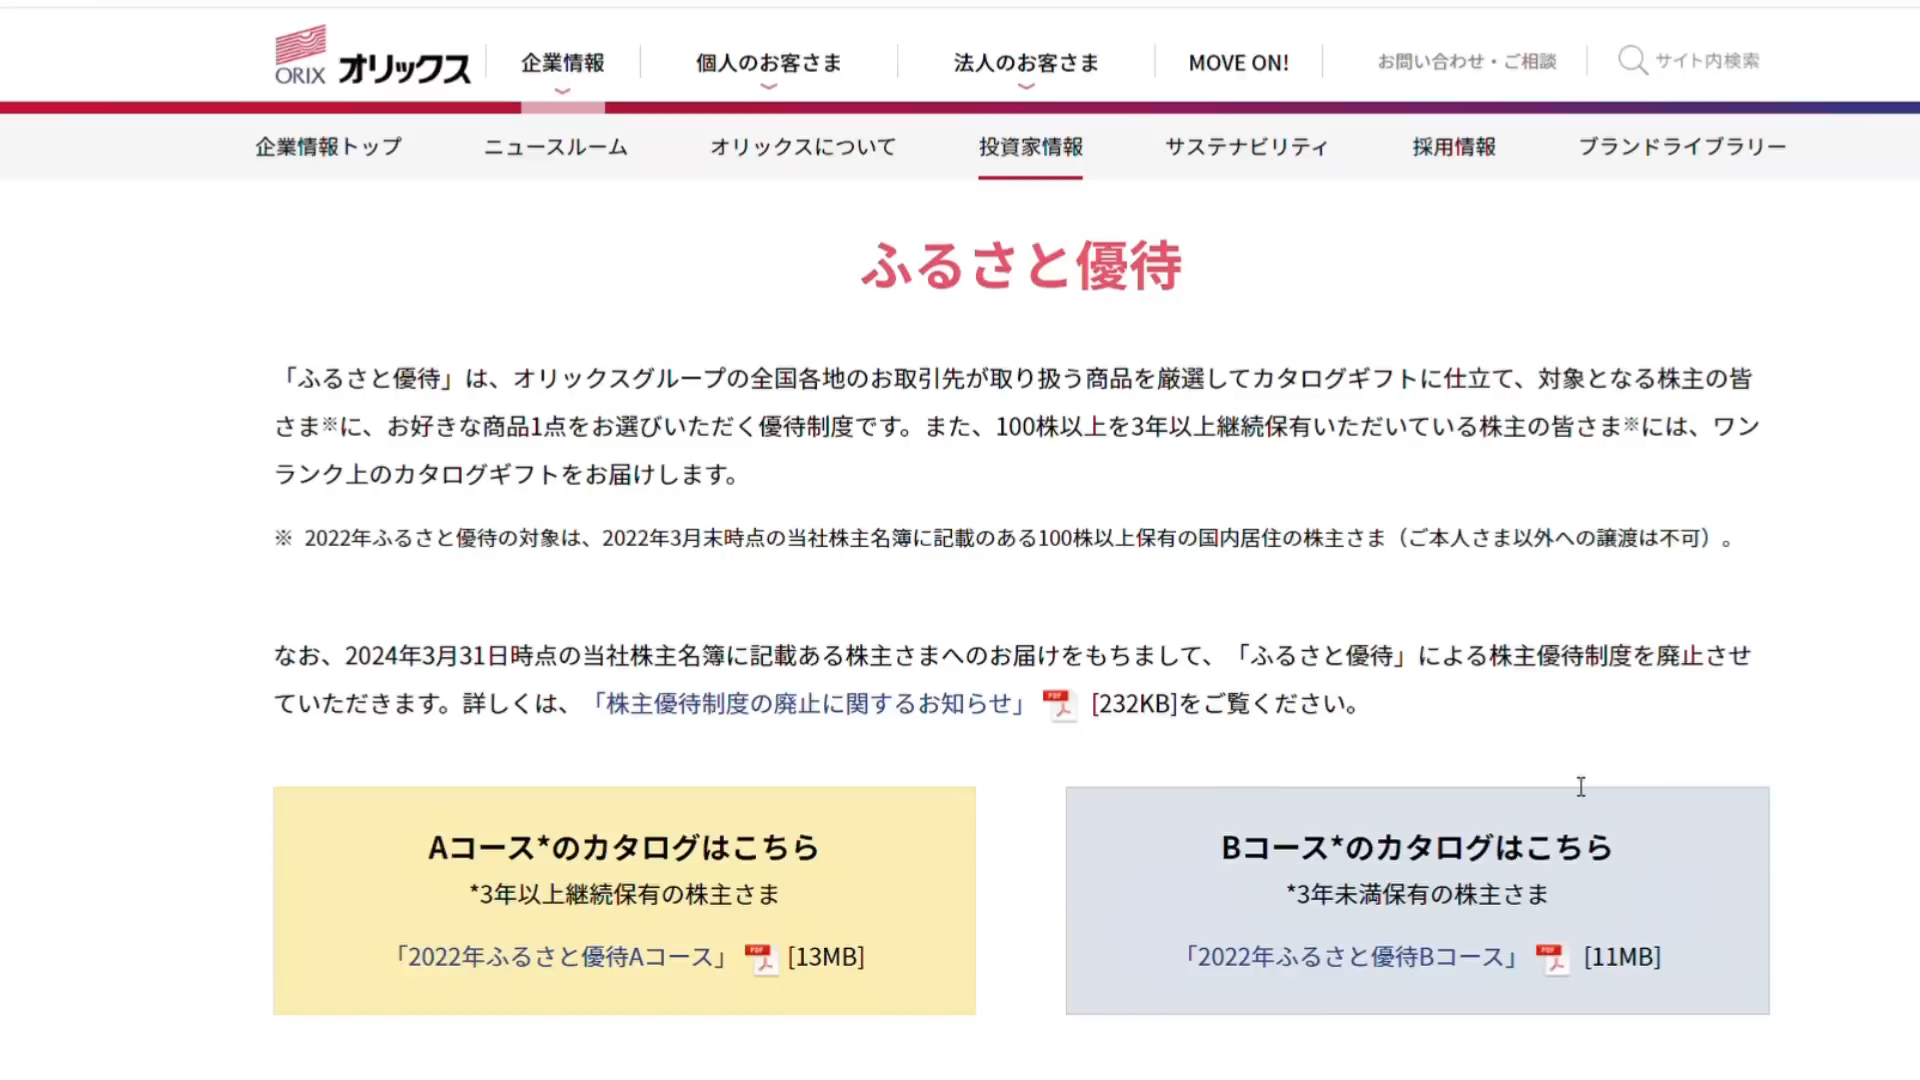 ORIX オリックス 企業情報 個人のお客さま 法人のお客さま MOVE ON! お問い合わせ・ご相談 サイト内検索
企業情報トップ ニュースルーム オリックスについて 投資家情報 サステナビリティ 採用情報 ブランドライブラリー
ふるさと優待
「ふるさと優待」は、オリックスグループの全国各地のお取引先が取り扱う商品を厳選してカタログギフトに仕立て、対象となる株主の皆
さま※に、お好きな商品1点をお選びいただく優待制度です。また、100株以上を3年以上継続保有いただいている株主の皆さま※には、ワン
ランク上のカタログギフトをお届けします。
※ 2022年ふるさと優待の対象は、2022年3月末時点の当社株主名簿に記載のある100株以上保有の国内居住の株主さま（ご本人さま以外への譲渡は不可）。
なお、2024年3月31日時点の当社株主名簿に記載ある株主さまへのお届けをもちまして、「ふるさと優待」による株主優待制度を廃止させ
ていただきます。詳しくは、「株主優待制度の廃止に関するお知らせ」 PDF [232KB]をご覧ください。
Aコース*のカタログはこちら
*3年以上継続保有の株主さま
「2022年ふるさと優待Aコース」 PDF [13MB]
Bコース*のカタログはこちら
*3年未満保有の株主さま
「2022年ふるさと優待Bコース」 PDF [11MB]